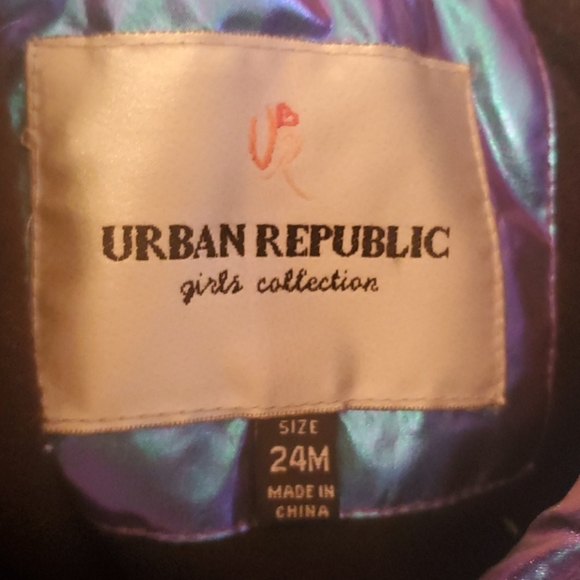 UR
URBAN REPUBLIC
girls collection
SIZE
24M
MADE IN
CHINA